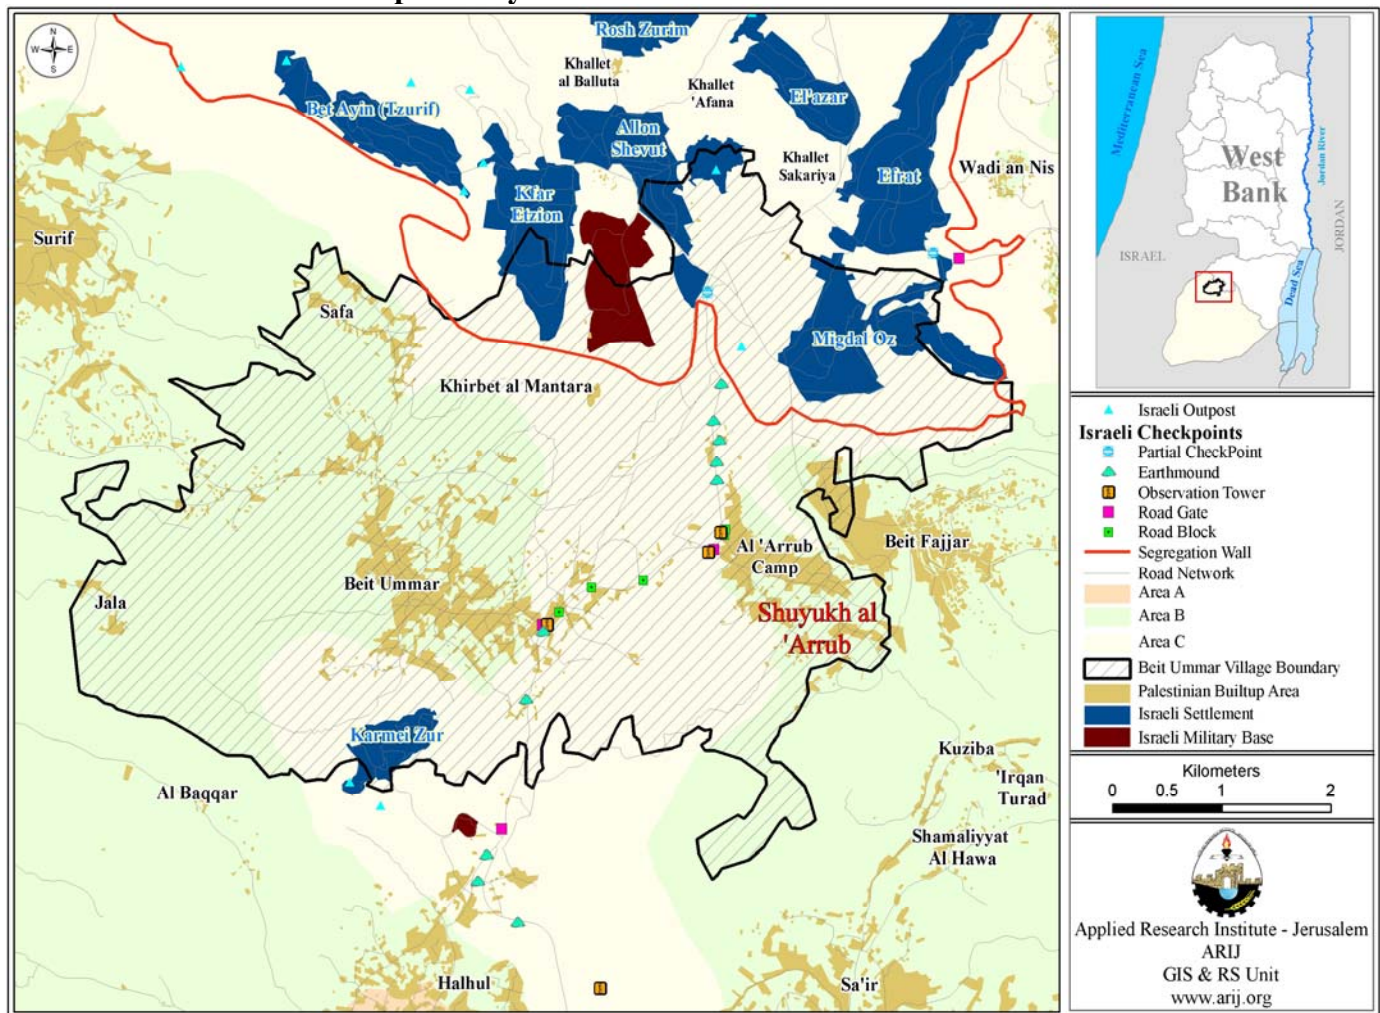 N
W E
S
Rosh Zurim
Khallet
al Balluta
Khallet
'Afana
El'azar
Bet Ayin (Tzurif)
Allon
Shevut
Khallet
Sakariya
Efrat
Wadi an Nis
Kfar
Etzion
Surif
Safa
Migdal Oz
Khirbet al Mantara
Beit Fajjar
Al 'Arrub
Camp
Beit Ummar
Jala
Shuyukh al
'Arrub
Karmei Zur
Kuziba
'Irqan
Turad
Al Baqqar
Shamaliyyat
Al Hawa
Halhul
Sa'ir
Mediterranean Sea
West
Bank
Jordan River
JORDAN
ISRAEL
Dead Sea
Israeli Outpost
Israeli Checkpoints
Partial CheckPoint
Earthmound
Observation Tower
Road Gate
Road Block
Segregation Wall
Road Network
Area A
Area B
Area C
Beit Ummar Village Boundary
Palestinian Builtup Area
Israeli Settlement
Israeli Military Base
Kilometers
0 0.5 1 2
Applied Research Institute - Jerusalem
ARIJ
GIS & RS Unit
www.arij.org